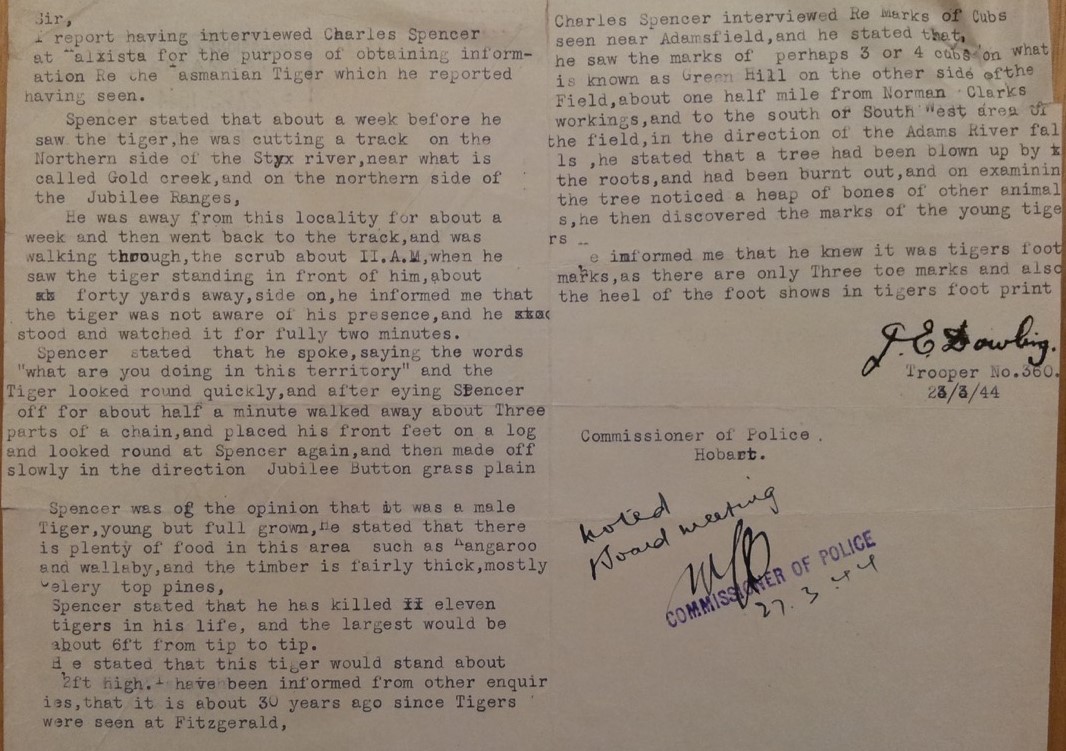 Sir,
I report having interviewed Charles Spencer
at alxista for the purpose of obtaining inform-
ation Re the Tasmanian Tiger which he reported
having seen.
Spencer stated that about a week before he
saw the tiger,he was cutting a track on the
Northern side of the Styx river,near what is
called Gold creek,and on the northern side of
the Jubilee Ranges,
He was away from this locality for about a
week and then went back to the track,and was
walking through,the scrub about II.A.M,when he
saw the tiger standing in front of him,about
forty yards away,side on,he informed me that
the tiger was not aware of his presence,and he
stood and watched it for fully two minutes.
Spencer stated that he spoke,saying the words
"what are you doing in this territory" and the
Tiger looked round quickly,and after eying Spencer
off for about half a minute walked away about Three
parts of a chain,and placed his front feet on a log
and looked round at Spencer again,and then made off
slowly in the direction Jubilee Button grass plain
Spencer was of the opinion that it was a male
Tiger,young but full grown,He stated that there
is plenty of food in this area such as Kangaroo
and wallaby,and the timber is fairly thick,mostly
Celery top pines,
Spencer stated that he has killed II eleven
tigers in his life, and the largest would be
about 6ft from tip to tip.
H e stated that this tiger would stand about
2ft high. I have been informed from other enquir
ies,that it is about 30 years ago since Tigers
were seen at Fitzgerald,
Charles Spencer interviewed Re Marks of Cubs
seen near Adamsfield,and he stated that,
he saw the marks of perhaps 3 or 4 cubs on what
is known as Green Hill on the other side ofthe
Field,about one half mile from Norman Clarks
workings,and to the south or South West area of
the field,in the direction of the Adams River fal
ls ,he stated that a tree had been blown up by
the roots,and had been burnt out,and on examinin
the tree noticed a heap of bones of other animal
s,he then discovered the marks of the young tige
rs
e informed me that he knew it was tigers foot
marks,as there are only Three toe marks and also
the heel of the foot shows in tigers foot print
J.E Dowling.
Trooper No.360.
23/3/44
Commissioner of Police .
Hobart.
noted
Board meeting
COMMISSIONER OF POLICE
27.3.44